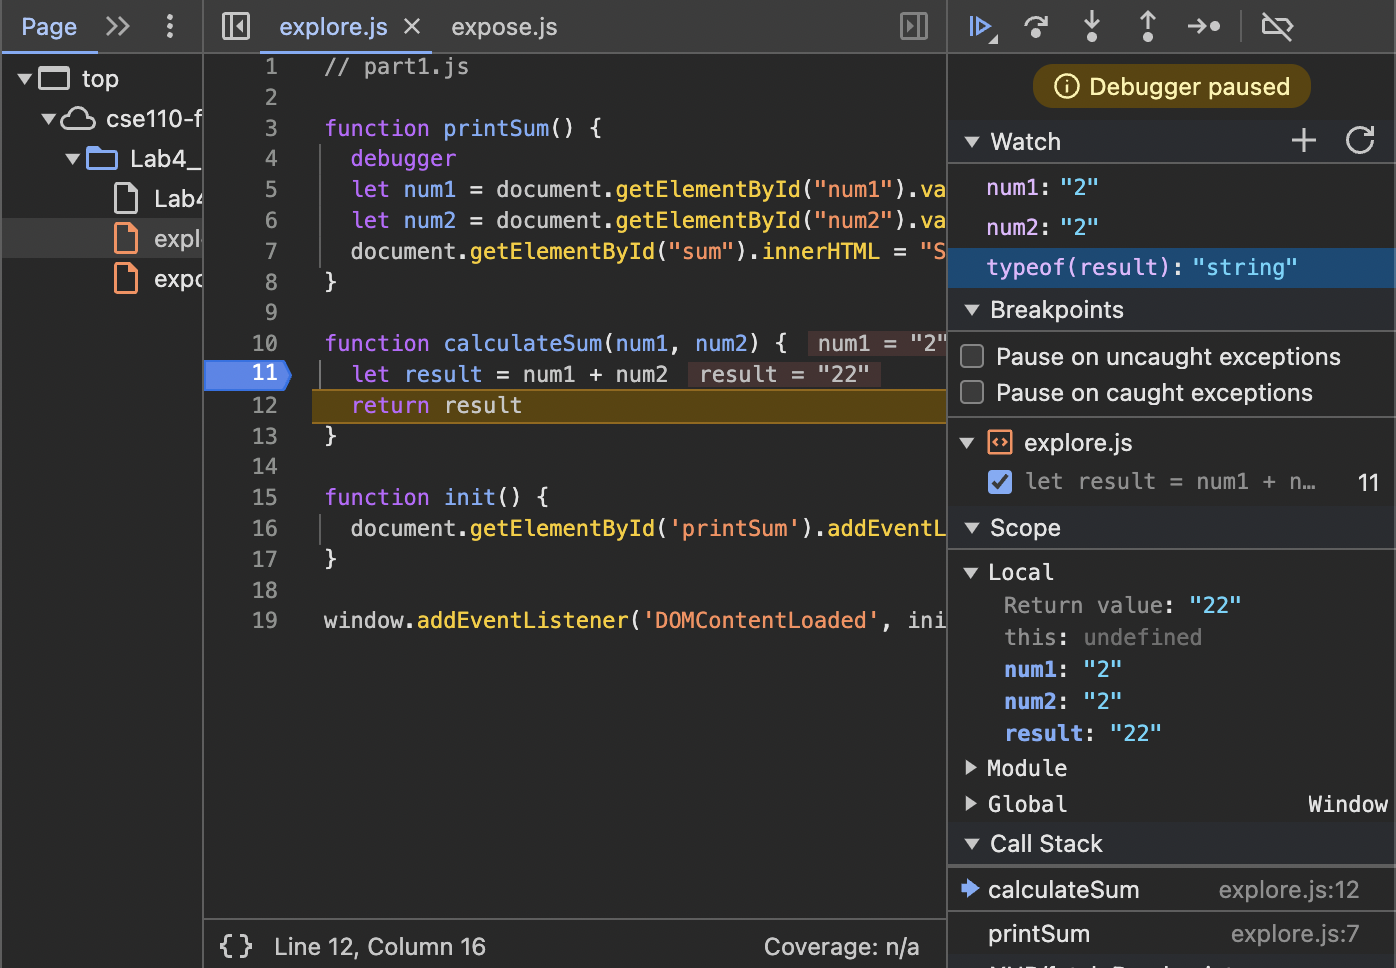 Page
top
cse110-f
Lab4_
Lab4
expl
expo
explore.js
expose.js
1 // part1.js
2
3 function printSum() {
4 debugger
5 let num1 = document.getElementById("num1").va
6 let num2 = document.getElementById("num2").va
7 document.getElementById("sum").innerHTML = "S
8 }
9
10 function calculateSum(num1, num2) { num1 = "2"
11 let result = num1 + num2 result = "22"
12 return result
13 }
14
15 function init() {
16 document.getElementById('printSum').addEventL
17 }
18
19 window.addEventListener('DOMContentLoaded', ini
{ } Line 12, Column 16 Coverage: n/a
Debugger paused
Watch
num1: "2"
num2: "2"
typeof(result): "string"
Breakpoints
Pause on uncaught exceptions
Pause on caught exceptions
explore.js
let result = num1 + n… 11
Scope
Local
Return value: "22"
this: undefined
num1: "2"
num2: "2"
result: "22"
Module
Global Window
Call Stack
calculateSum explore.js:12
printSum explore.js:7